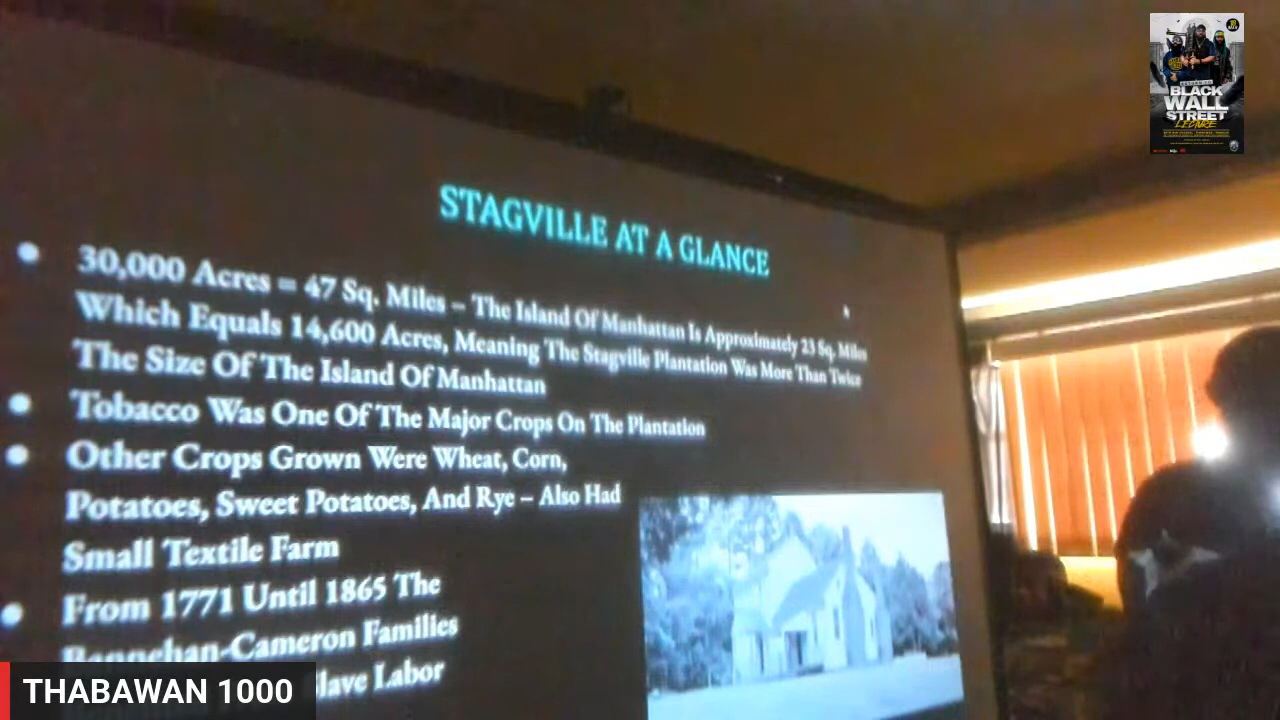 STAGVILLE AT A GLANCE
30,000 Acres = 47 Sq. Miles – The Island Of Manhattan Is Approximately 23 Sq. Miles
Which Equals 14,600 Acres, Meaning The Stagville Plantation Was More Than Twice
The Size Of The Island Of Manhattan
Tobacco Was One Of The Major Crops On The Plantation
Other Crops Grown Were Wheat, Corn,
Potatoes, Sweet Potatoes, And Rye – Also Had
Small Textile Farm
From 1771 Until 1865 The
Bennehan-Cameron Families
Slave Labor
THABAWAN 1000
BLACK
WALL
STREET
LECTURE